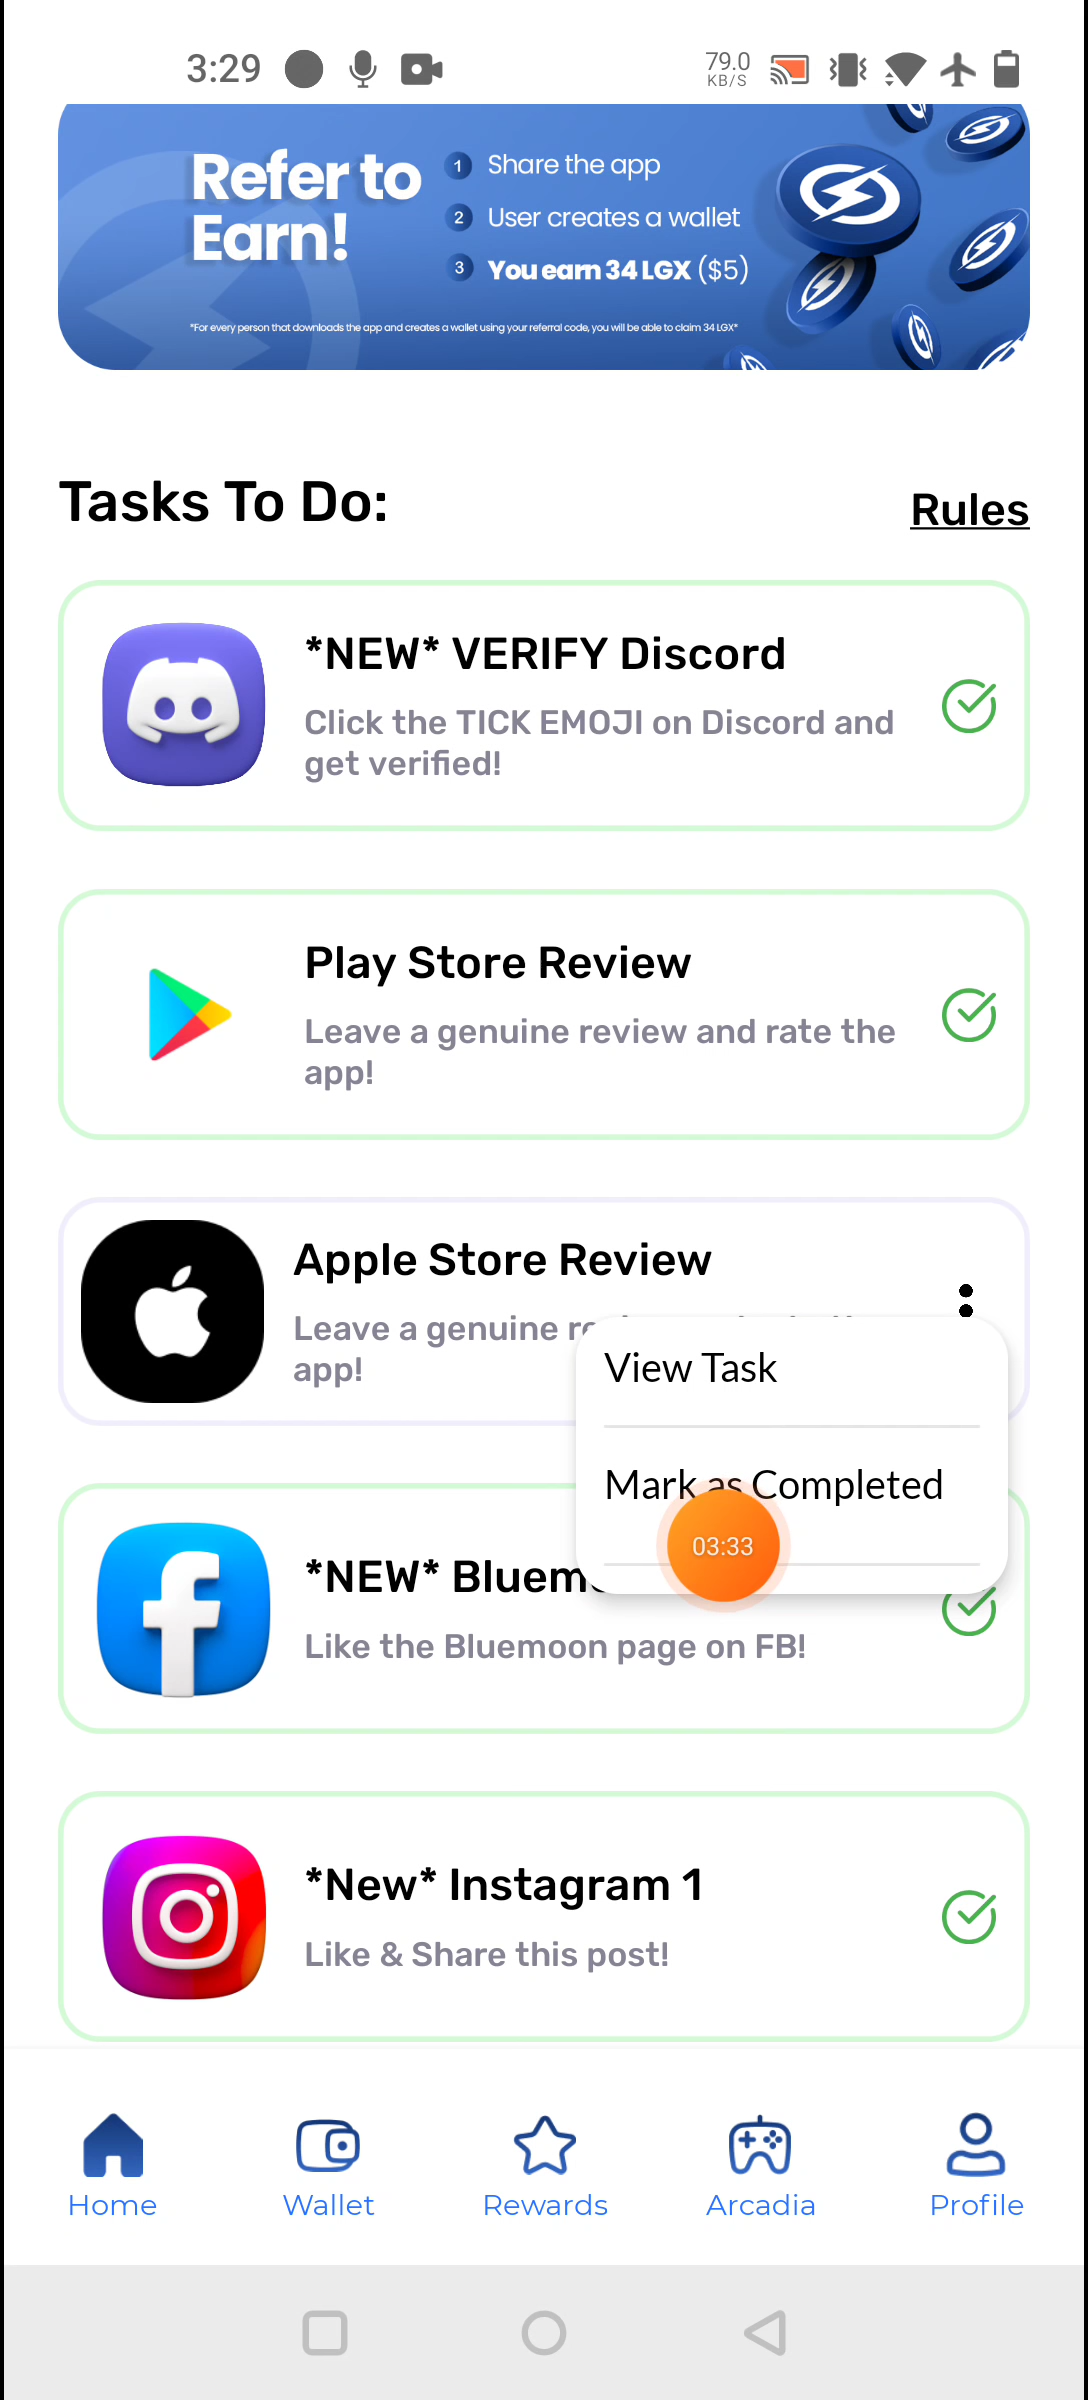 3:29
79.0
KB/S
Refer to
Earn!
1 Share the app
2 User creates a wallet
3 You earn 34 LGX ($5)
*For every person that downloads the app and creates a wallet using your referral code, you will be able to claim 34 LGX*
Tasks To Do:
Rules
*NEW* VERIFY Discord
Click the TICK EMOJI on Discord and
get verified!
Play Store Review
Leave a genuine review and rate the
app!
Apple Store Review
Leave a genuine
app!
View Task
Mark as Completed
03:33
*NEW*
Like the Bluemoon page on FB!
*New* Instagram 1
Like & Share this post!
Home
Wallet
Rewards
Arcadia
Profile